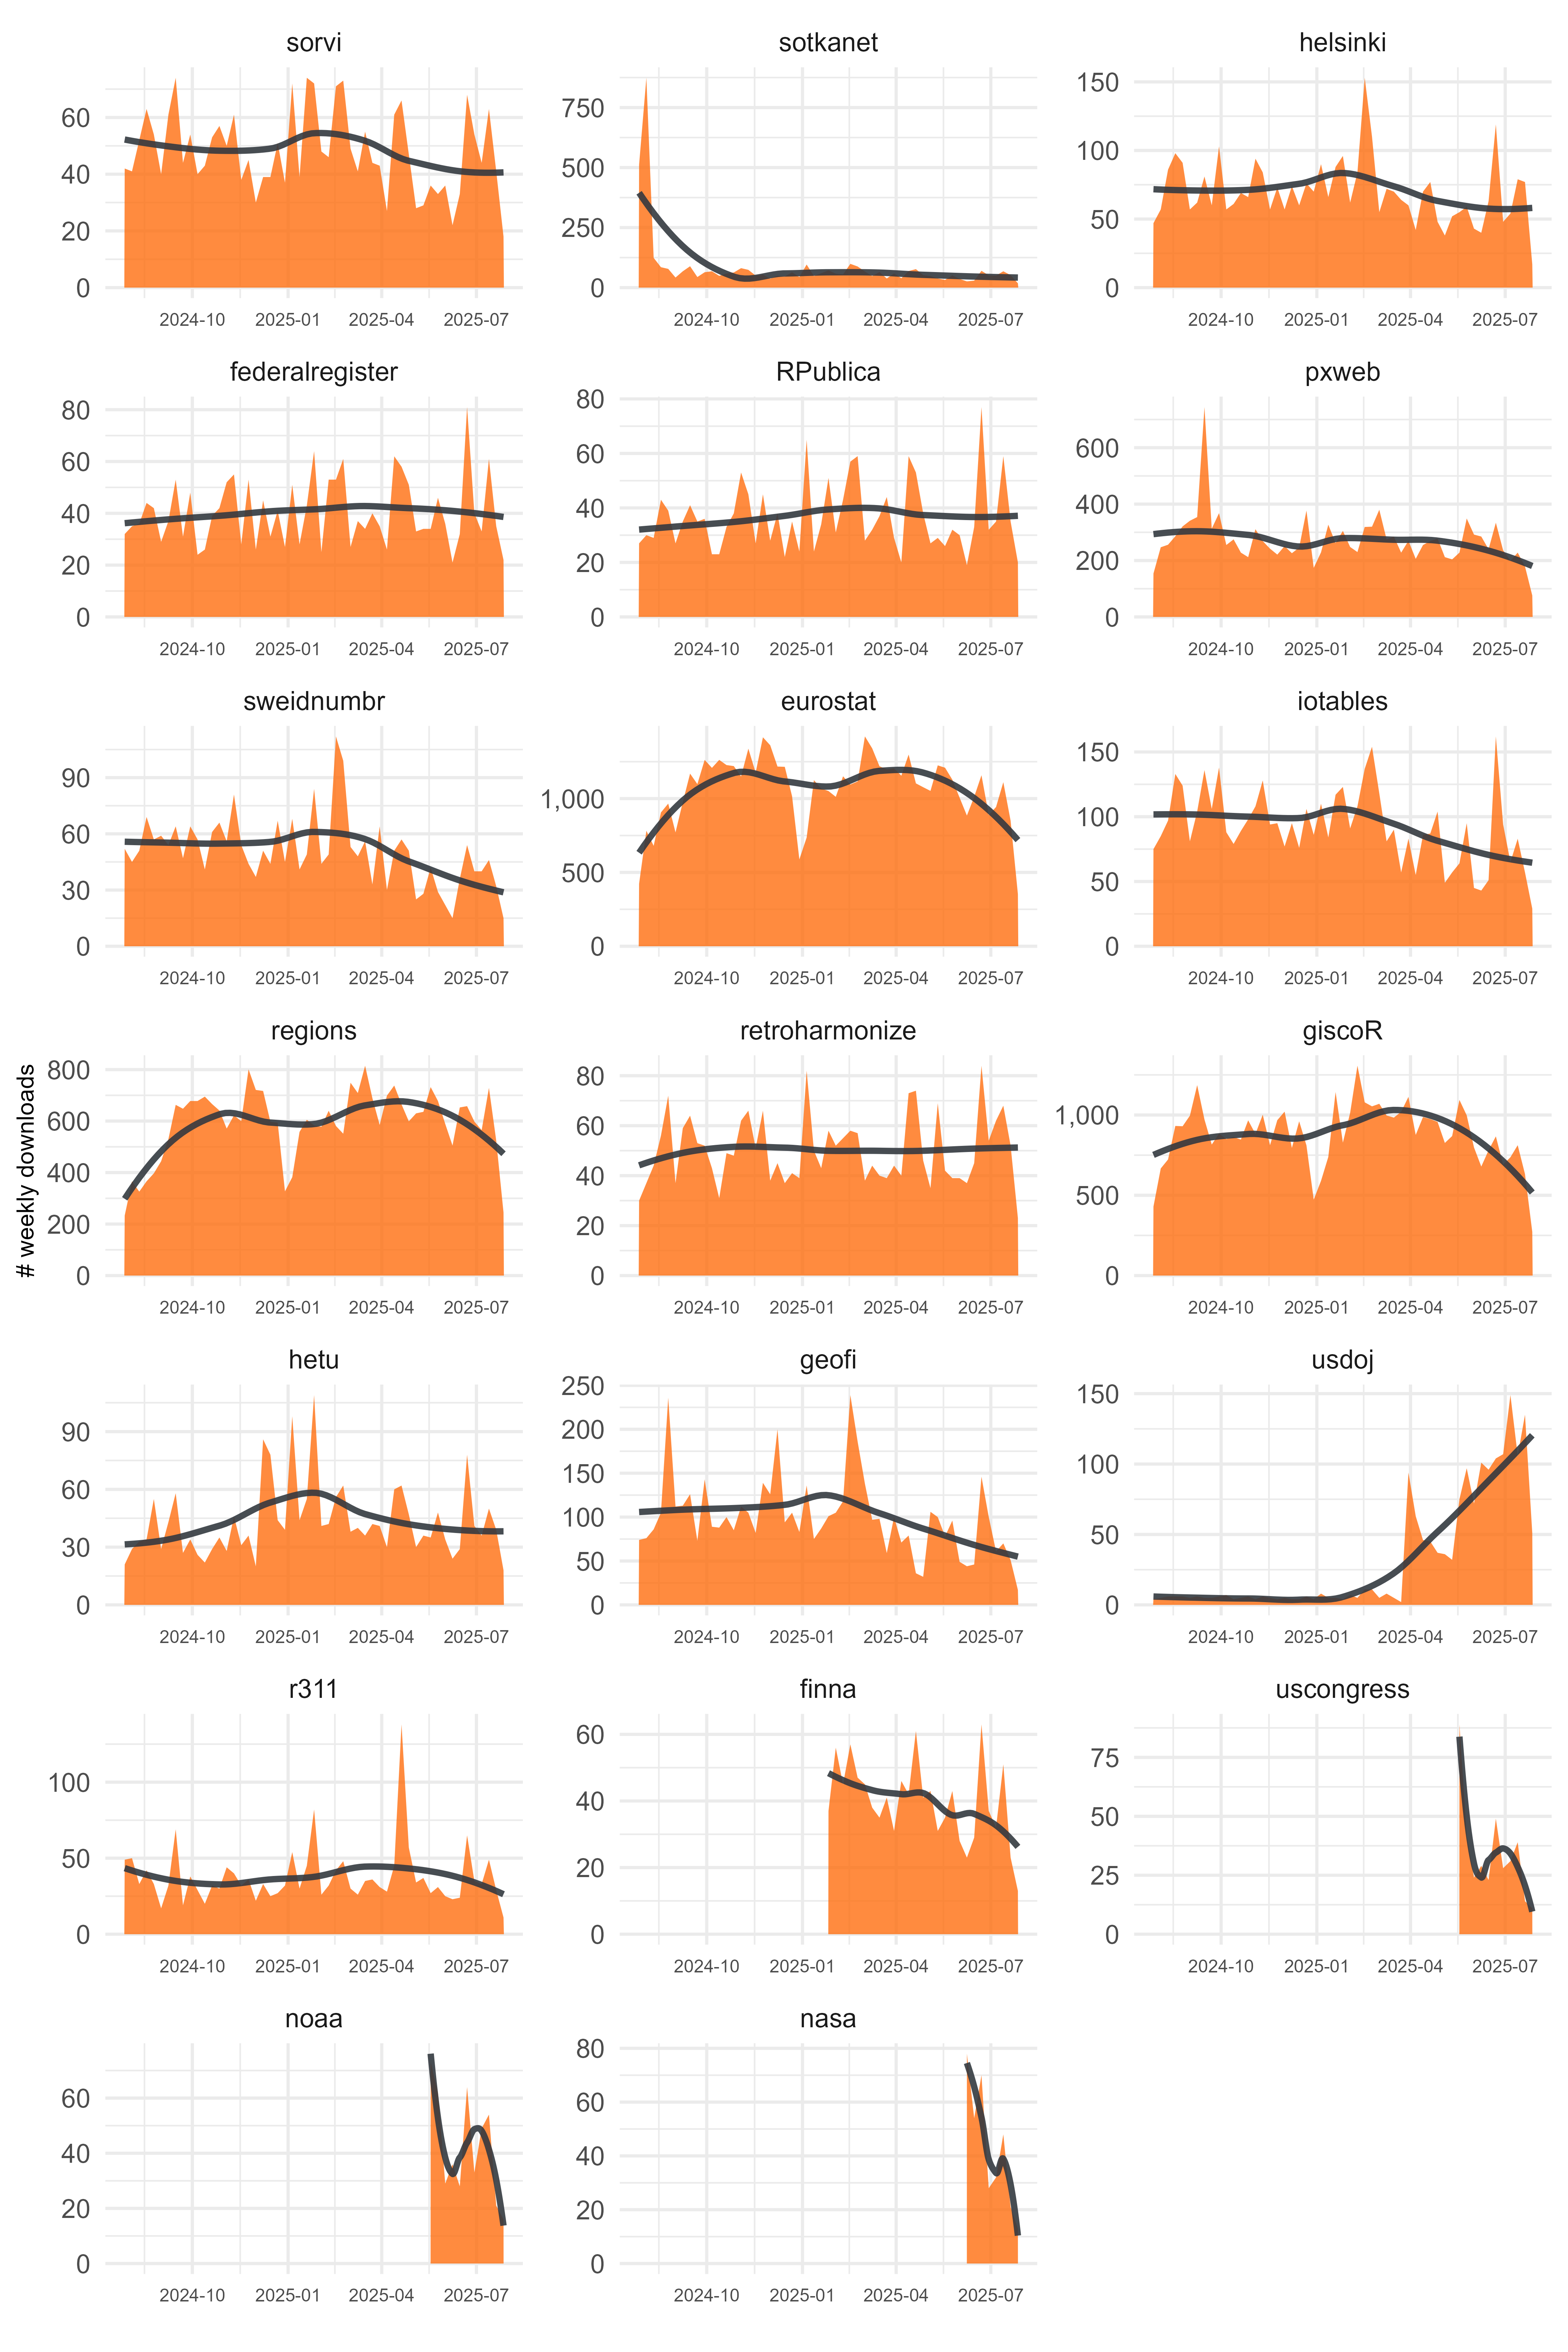 sorvi
sotkanet
helsinki
60
40
20
0
750
500
250
0
150
100
50
0
2024-10 2025-01 2025-04 2025-07
2024-10 2025-01 2025-04 2025-07
2024-10 2025-01 2025-04 2025-07
federalregister
RPublica
pxweb
80
60
40
20
0
80
60
40
20
0
600
400
200
0
2024-10 2025-01 2025-04 2025-07
2024-10 2025-01 2025-04 2025-07
2024-10 2025-01 2025-04 2025-07
sweidnumbr
eurostat
iotables
90
60
30
0
1,000
500
0
150
100
50
0
2024-10 2025-01 2025-04 2025-07
2024-10 2025-01 2025-04 2025-07
2024-10 2025-01 2025-04 2025-07
# weekly downloads
regions
retroharmonize
giscoR
800
600
400
200
0
80
60
40
20
0
1,000
500
0
2024-10 2025-01 2025-04 2025-07
2024-10 2025-01 2025-04 2025-07
2024-10 2025-01 2025-04 2025-07
hetu
geofi
usdoj
90
60
30
0
250
200
150
100
50
0
150
100
50
0
2024-10 2025-01 2025-04 2025-07
2024-10 2025-01 2025-04 2025-07
2024-10 2025-01 2025-04 2025-07
r311
finna
uscongress
100
50
0
60
40
20
0
75
50
25
0
2024-10 2025-01 2025-04 2025-07
2024-10 2025-01 2025-04 2025-07
2024-10 2025-01 2025-04 2025-07
noaa
nasa
60
40
20
0
80
60
40
20
0
2024-10 2025-01 2025-04 2025-07
2024-10 2025-01 2025-04 2025-07